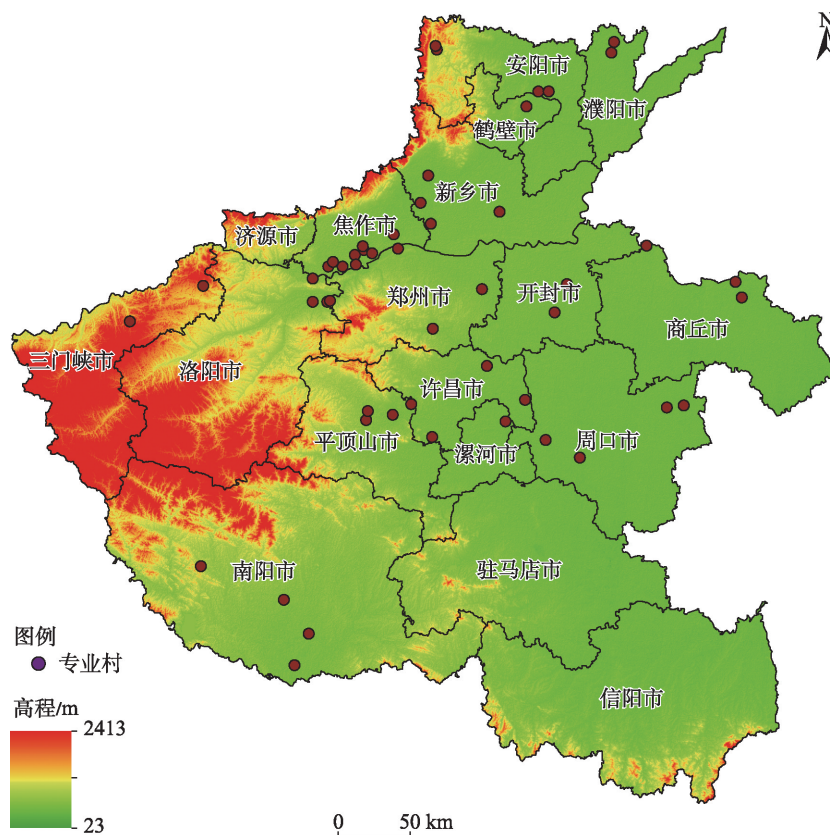 N
安阳市
濮阳市
鹤壁市
新乡市
焦作市
济源市
郑州市
开封市
商丘市
三门峡市
洛阳市
许昌市
平顶山市
漯河市
周口市
南阳市
驻马店市
信阳市
图例
专业村
高程/m
2413
23
0 50 km